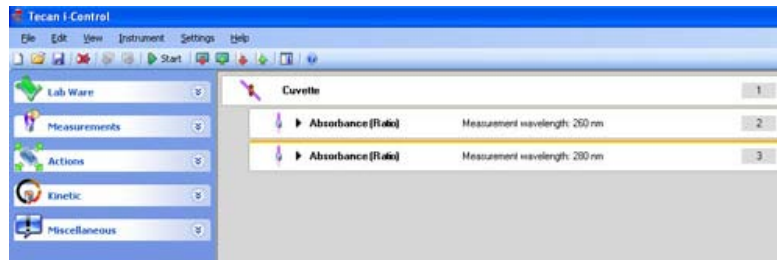 Tecan i-Control
File Edit View Instrument Settings Help
Start
Lab Ware
Measurements
Actions
Kinetic
Miscellaneous
Cuvette 1
Absorbance (Ratio) Measurement wavelength: 260 nm 2
Absorbance (Ratio) Measurement wavelength: 280 nm 3